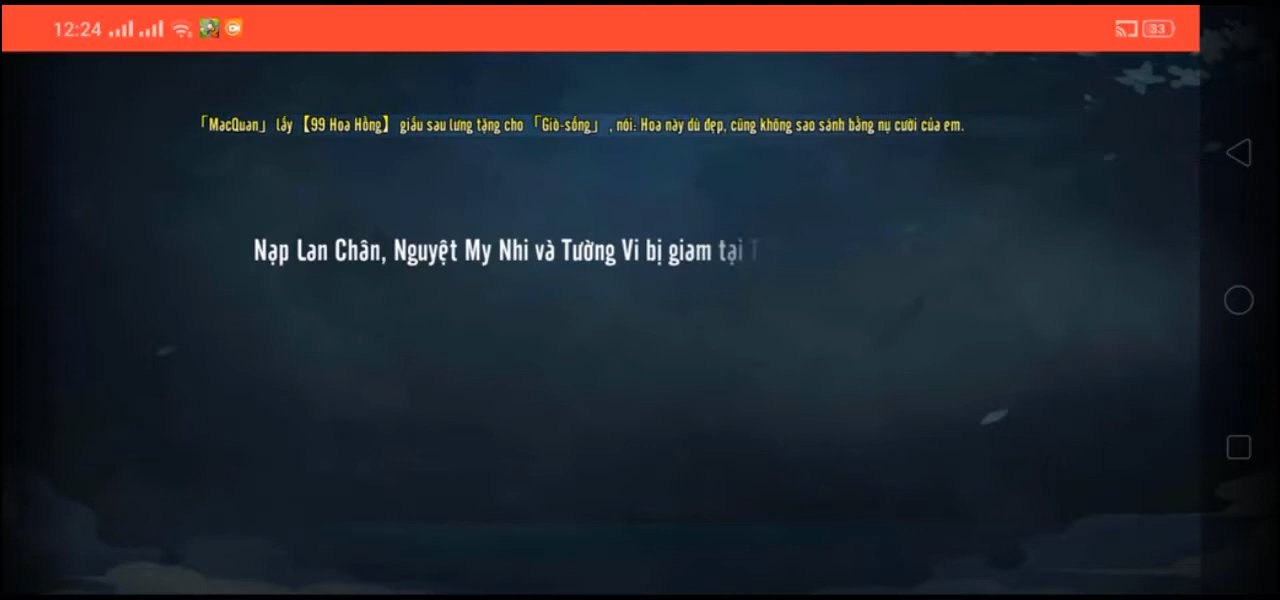 12:24
33
「MacQuan」 lấy 【99 Hoa Hồng】 giấu sau lưng tặng cho 「Giò-sống」 , nói: Hoa này dù đẹp, cũng không sao sánh bằng nụ cười của em.
Nạp Lan Chân, Nguyệt My Nhi và Tường Vi bị giam tại T